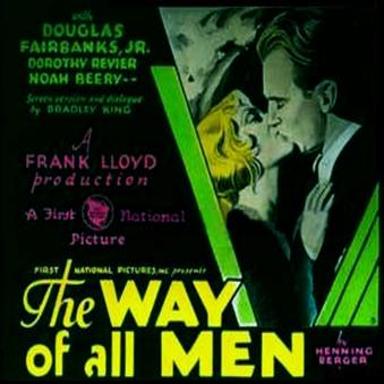 with
DOUGLAS
FAIRBANKS, JR.
DOROTHY REVIER
NOAH BEERY--
Screen version and dialogue
by BRADLEY KING
A
FRANK LLOYD
production
A First National
Picture
FIRST NATIONAL PICTURES, INC. presents
The WAY
of all MEN
by
HENNING
BERGER